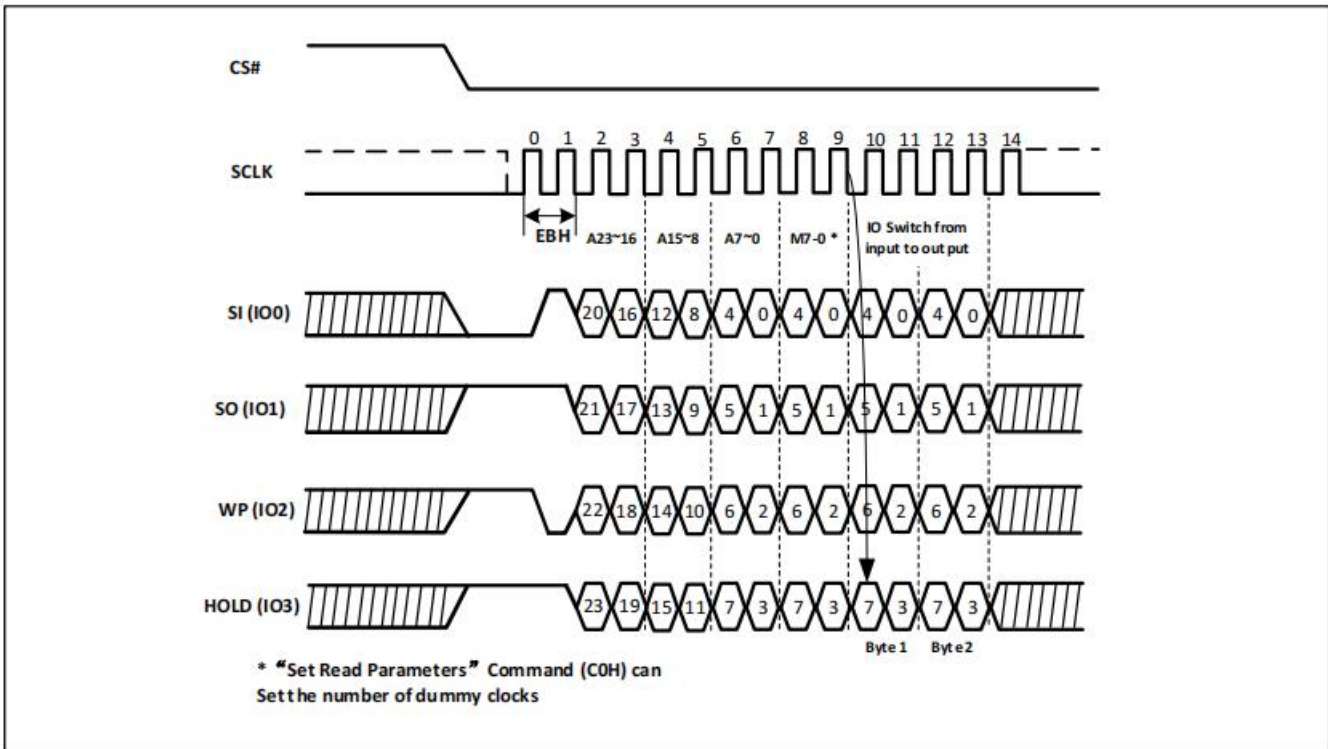 CS#
0 1 2 3 4 5 6 7 8 9 10 11 12 13 14
SCLK
EBH A23~16 A15~8 A7~0 M7-0 * IO Switch from
input to output
SI (IO0) 20 16 12 8 4 0 4 0 4 0 4 0
SO (IO1) 21 17 13 9 5 1 5 1 5 1 5 1
WP (IO2) 22 18 14 10 6 2 6 2 6 2 6 2
HOLD (IO3) 23 19 15 11 7 3 7 3 7 3 7 3
Byte 1 Byte 2
* “Set Read Parameters” Command (C0H) can
Set the number of dummy clocks